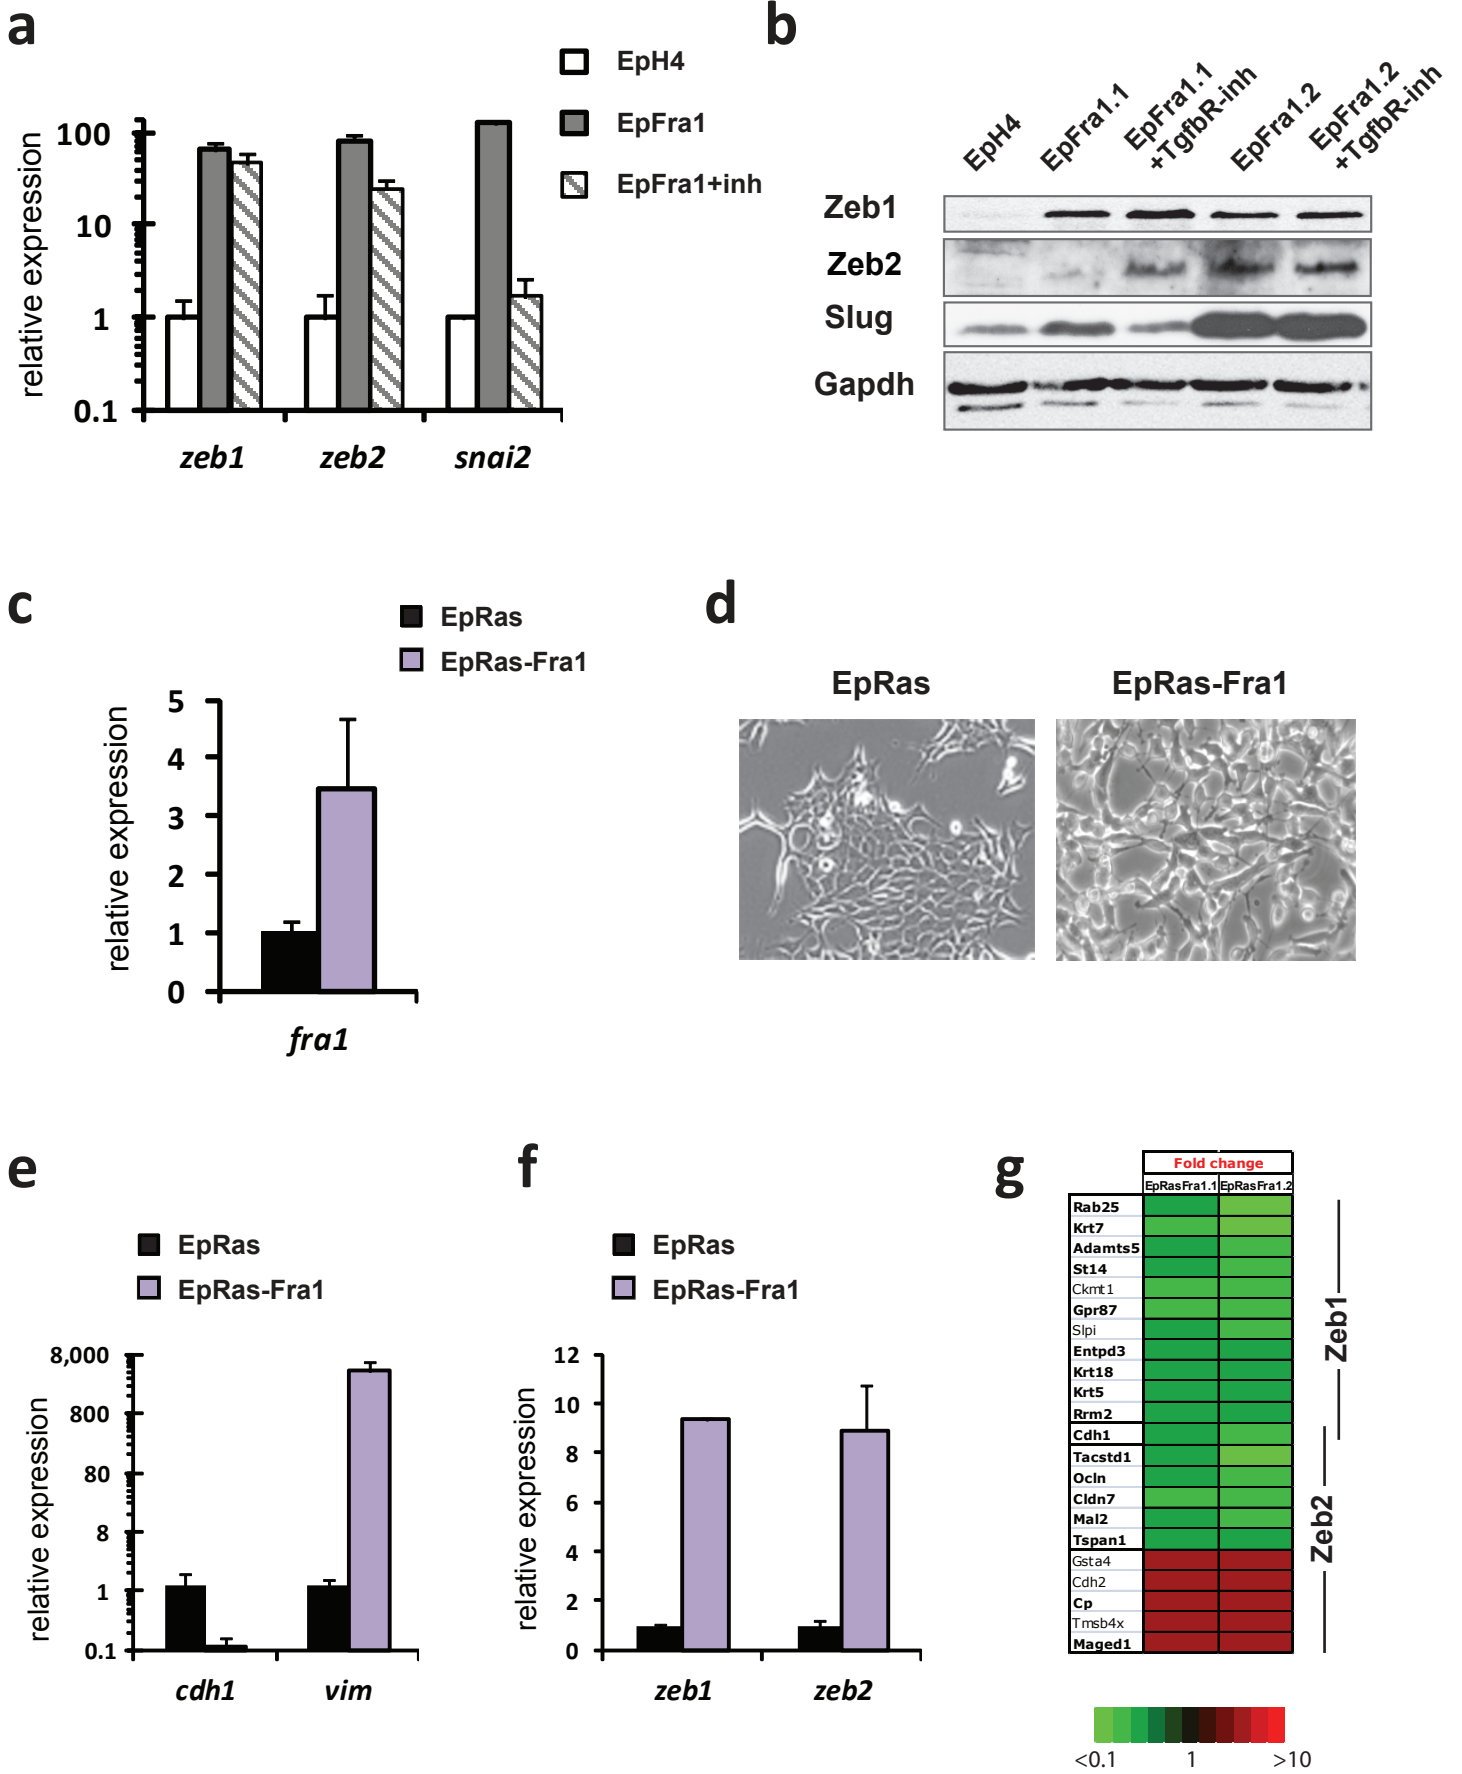 a
EpH4
EpFra1
EpFra1+inh
relative expression
100
10
1
0.1
zeb1 zeb2 snai2
b
EpH4
EpFra1.1
EpFra1.1
+TgfbR-inh
EpFra1.2
EpFra1.2
+TgfbR-inh
Zeb1
Zeb2
Slug
Gapdh
c
EpRas
EpRas-Fra1
relative expression
5
4
3
2
1
0
fra1
d
EpRas EpRas-Fra1
e
EpRas
EpRas-Fra1
relative expression
8,000
800
80
8
1
0.1
cdh1 vim
f
EpRas
EpRas-Fra1
relative expression
12
10
8
6
4
2
0
zeb1 zeb2
g
Fold change
EpRasFra1.1 EpRasFra1.2
Rab25
Krt7
Adamts5
St14
Ckmt1
Gpr87
Slpi
Entpd3
Krt18
Krt5
Rrm2
Cdh1
Tacstd1
Ocln
Cldn7
Mal2
Tspan1
Gsta4
Cdh2
Cp
Tmsb4x
Maged1
Zeb1
Zeb2
<0.1 1 >10